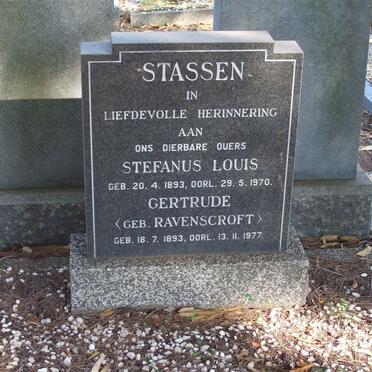 STASSEN
IN
LIEFDEVOLLE HERINNERING
AAN
ONS DIERBARE OUERS
STEFANUS LOUIS
GEB. 20. 4. 1893, OORL. 29. 5. 1970.
GERTRUDE
(GEB. RAVENSCROFT)
GEB. 18. 7. 1893, OORL. 13. 11. 1977.